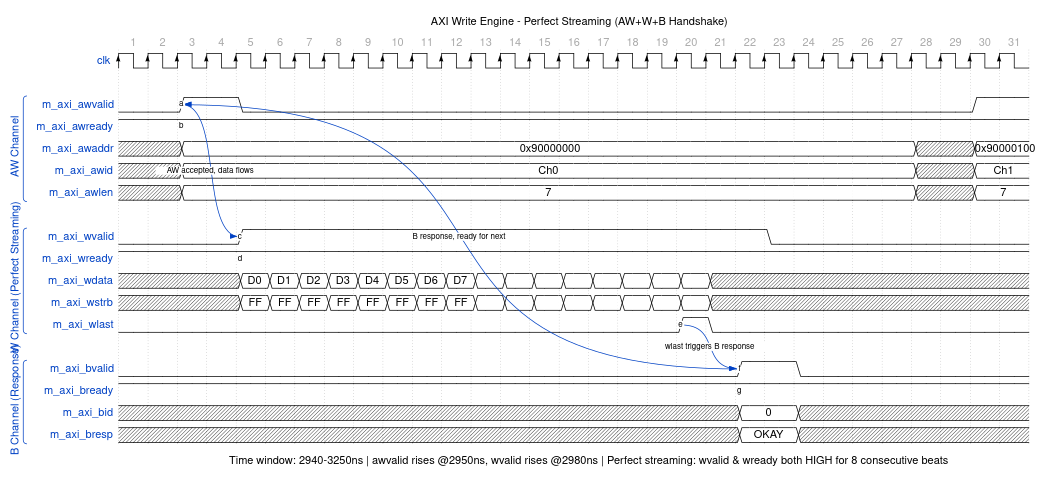 AXI Write Engine - Perfect Streaming (AW+W+B Handshake)
1 2 3 4 5 6 7 8 9 10 11 12 13 14 15 16 17 18 19 20 21 22 23 24 25 26 27 28 29 30 31
clk
AW Channel
m_axi_awvalid a
m_axi_awready b
m_axi_awaddr 0x90000000 0x90000100
m_axi_awid AW accepted, data flows Ch0 Ch1
m_axi_awlen 7 7
W Channel (Perfect Streaming)
m_axi_wvalid c B response, ready for next
m_axi_wready d
m_axi_wdata D0 D1 D2 D3 D4 D5 D6 D7
m_axi_wstrb FF FF FF FF FF FF FF FF
m_axi_wlast e
wlast triggers B response
B Channel (Response)
m_axi_bvalid
m_axi_bready g
m_axi_bid 0
m_axi_bresp OKAY
Time window: 2940-3250ns | awvalid rises @2950ns, wvalid rises @2980ns | Perfect streaming: wvalid & wready both HIGH for 8 consecutive beats